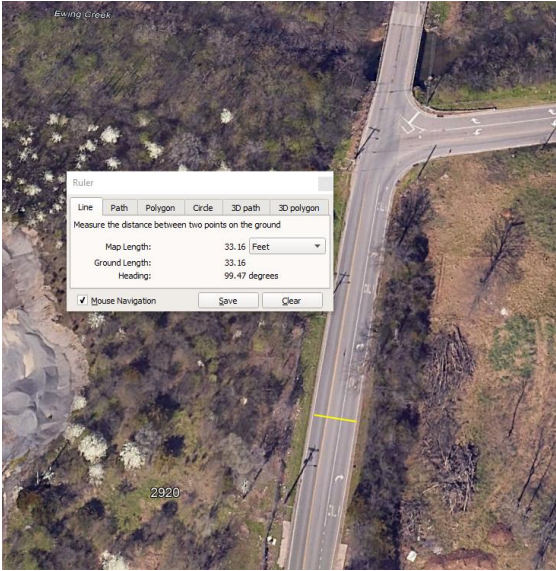 Ewing Creek
Ruler
Line Path Polygon Circle 3D path 3D polygon
Measure the distance between two points on the ground
Map Length: 33.16 Feet
Ground Length: 33.16
Heading: 99.47 degrees
Mouse Navigation Save Clear
2920